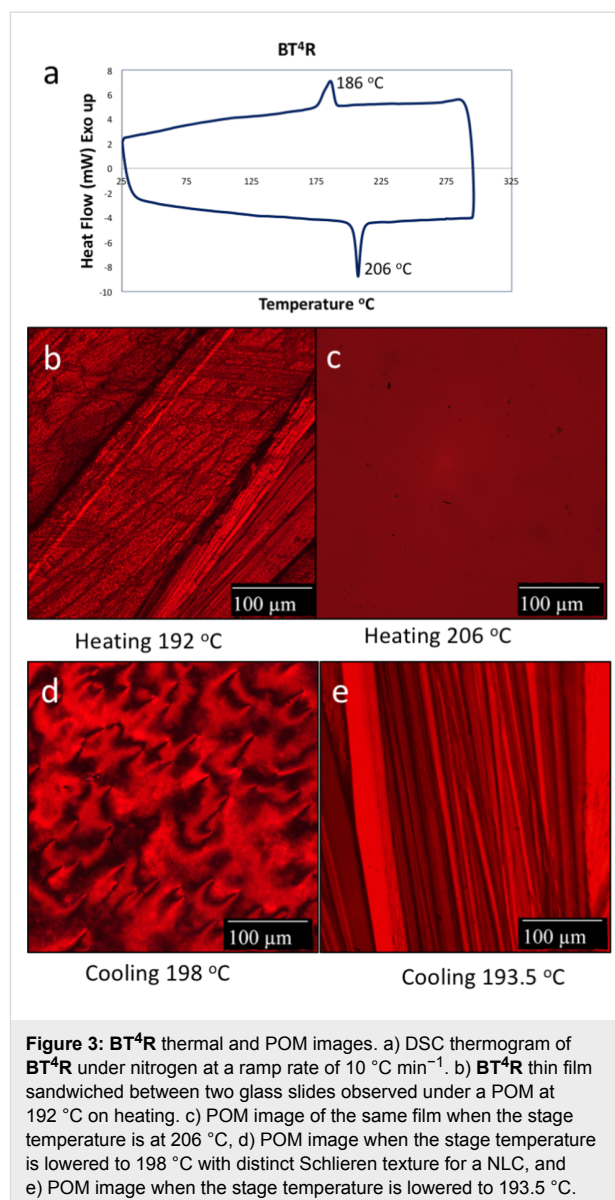 BT⁴R
a
186 °C
8
6
4
2
0
-2
-4
-6
-8
-10
25 75 125 175 225 275 325
Heat Flow (mW) Exo up
206 °C
Temperature °C
b
c
100 µm
100 µm
Heating 192 °C
Heating 206 °C
d
e
100 µm
100 µm
Cooling 198 °C
Cooling 193.5 °C
Figure 3: BT⁴R thermal and POM images. a) DSC thermogram of
BT⁴R under nitrogen at a ramp rate of 10 °C min⁻¹. b) BT⁴R thin film
sandwiched between two glass slides observed under a POM at
192 °C on heating. c) POM image of the same film when the stage
temperature is at 206 °C, d) POM image when the stage temperature
is lowered to 198 °C with distinct Schlieren texture for a NLC, and
e) POM image when the stage temperature is lowered to 193.5 °C.